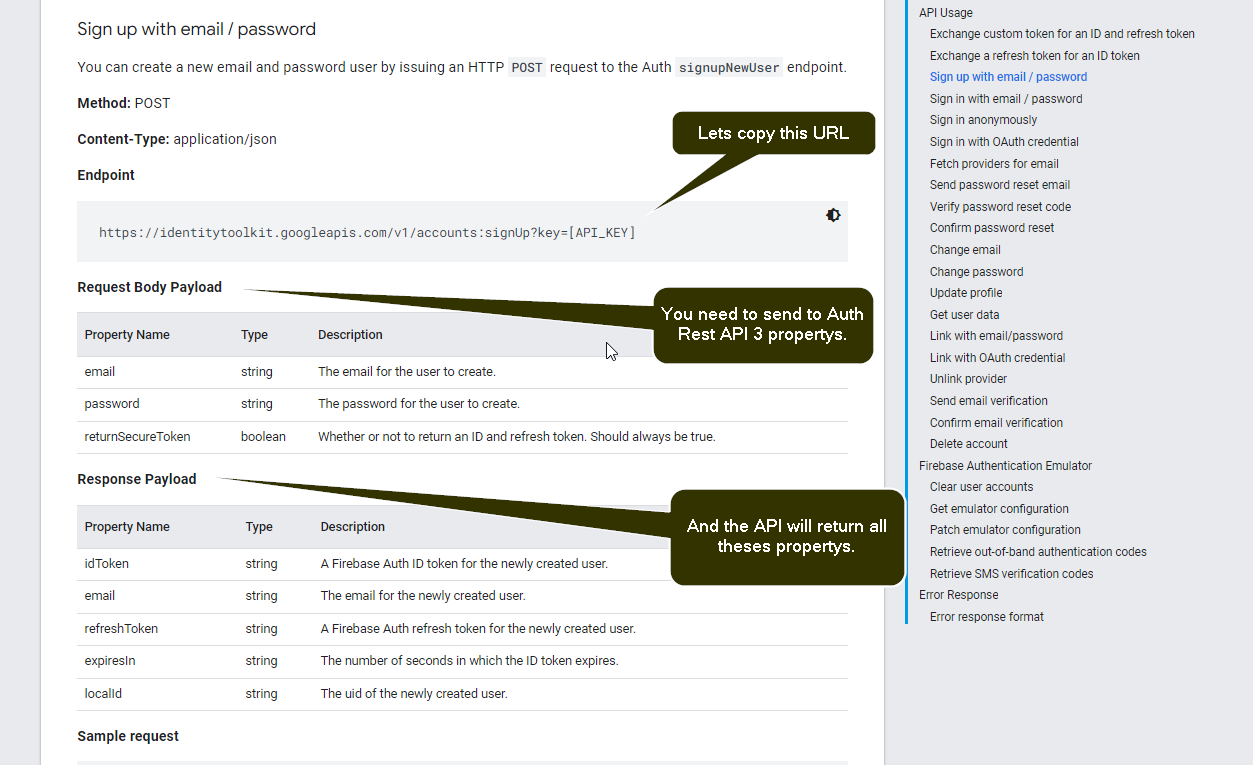 Sign up with email / password
You can create a new email and password user by issuing an HTTP POST request to the Auth signupNewUser endpoint.
Method: POST
Content-Type: application/json
Lets copy this URL
Endpoint
https://identitytoolkit.googleapis.com/v1/accounts:signUp?key=[API_KEY]
Request Body Payload
You need to send to Auth
Rest API 3 propertys.
Property Name Type Description
email string The email for the user to create.
password string The password for the user to create.
returnSecureToken boolean Whether or not to return an ID and refresh token. Should always be true.
Response Payload
And the API will return all
theses propertys.
Property Name Type Description
idToken string A Firebase Auth ID token for the newly created user.
email string The email for the newly created user.
refreshToken string A Firebase Auth refresh token for the newly created user.
expiresIn string The number of seconds in which the ID token expires.
localId string The uid of the newly created user.
Sample request
API Usage
Exchange custom token for an ID and refresh token
Exchange a refresh token for an ID token
Sign up with email / password
Sign in with email / password
Sign in anonymously
Sign in with OAuth credential
Fetch providers for email
Send password reset email
Verify password reset code
Confirm password reset
Change email
Change password
Update profile
Get user data
Link with email/password
Link with OAuth credential
Unlink provider
Send email verification
Confirm email verification
Delete account
Firebase Authentication Emulator
Clear user accounts
Get emulator configuration
Patch emulator configuration
Retrieve out-of-band authentication codes
Retrieve SMS verification codes
Error Response
Error response format